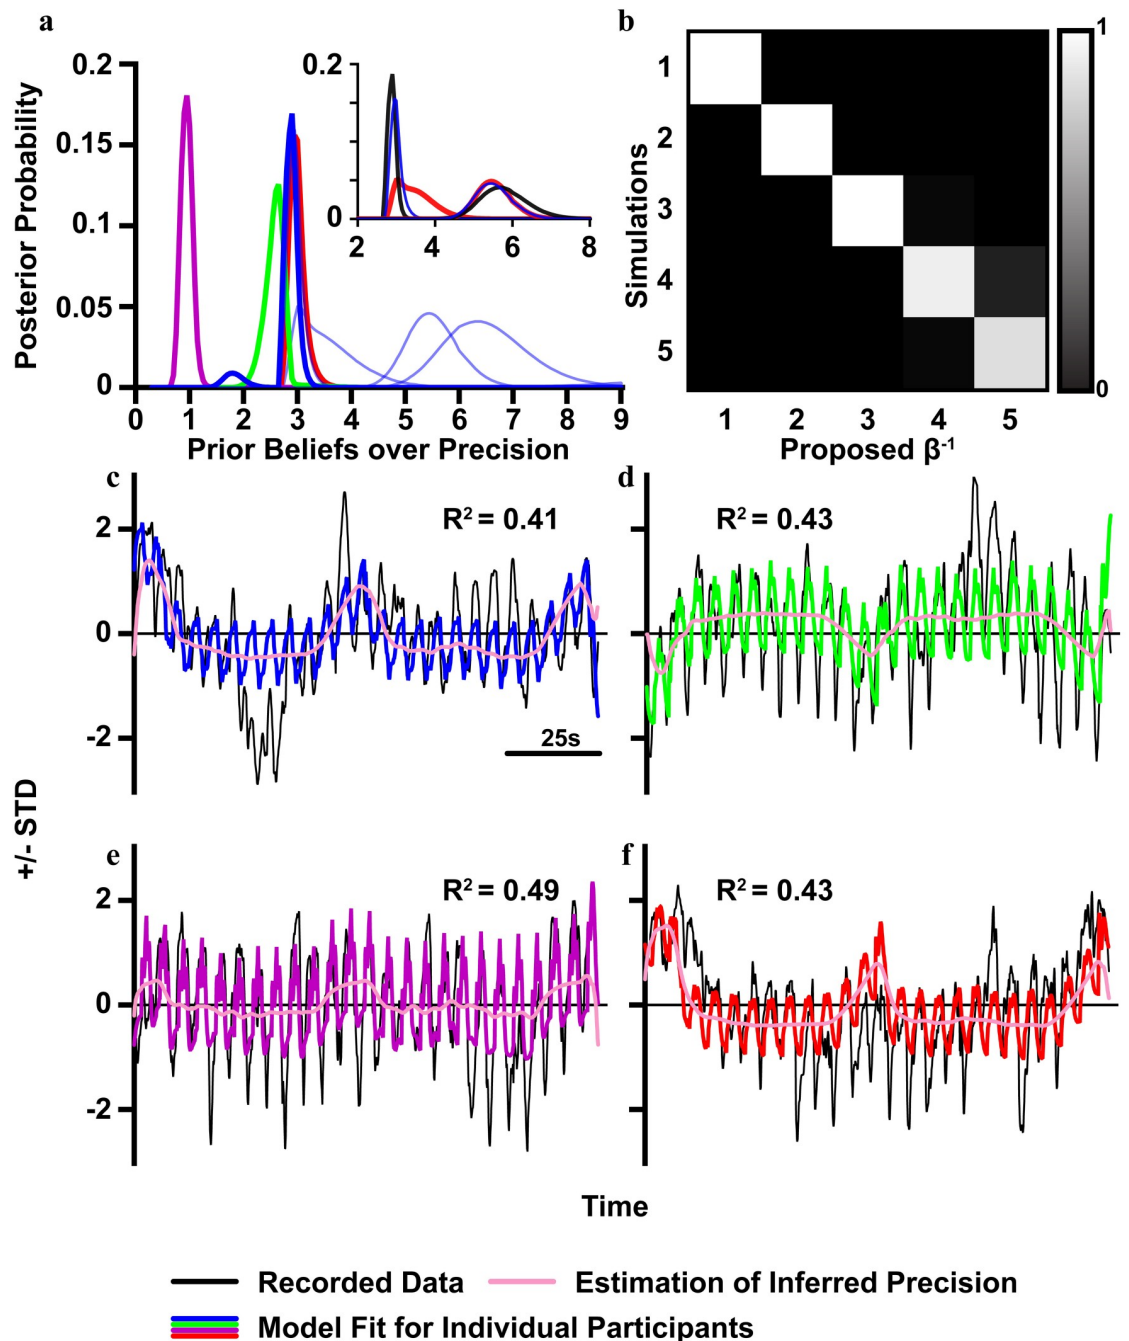 a
Posterior Probability
0.2
0.15
0.1
0.05
0
0 1 2 3 4 5 6 7 8 9
Prior Beliefs over Precision
0.2
0
2 4 6 8
b
Simulations
1
2
3
4
5
1 2 3 4 5
Proposed β⁻¹
1
0
c
R² = 0.41
2
0
-2
25s
d
R² = 0.43
+/- STD
e
R² = 0.49
2
0
-2
f
R² = 0.43
Time
Recorded Data
Estimation of Inferred Precision
Model Fit for Individual Participants